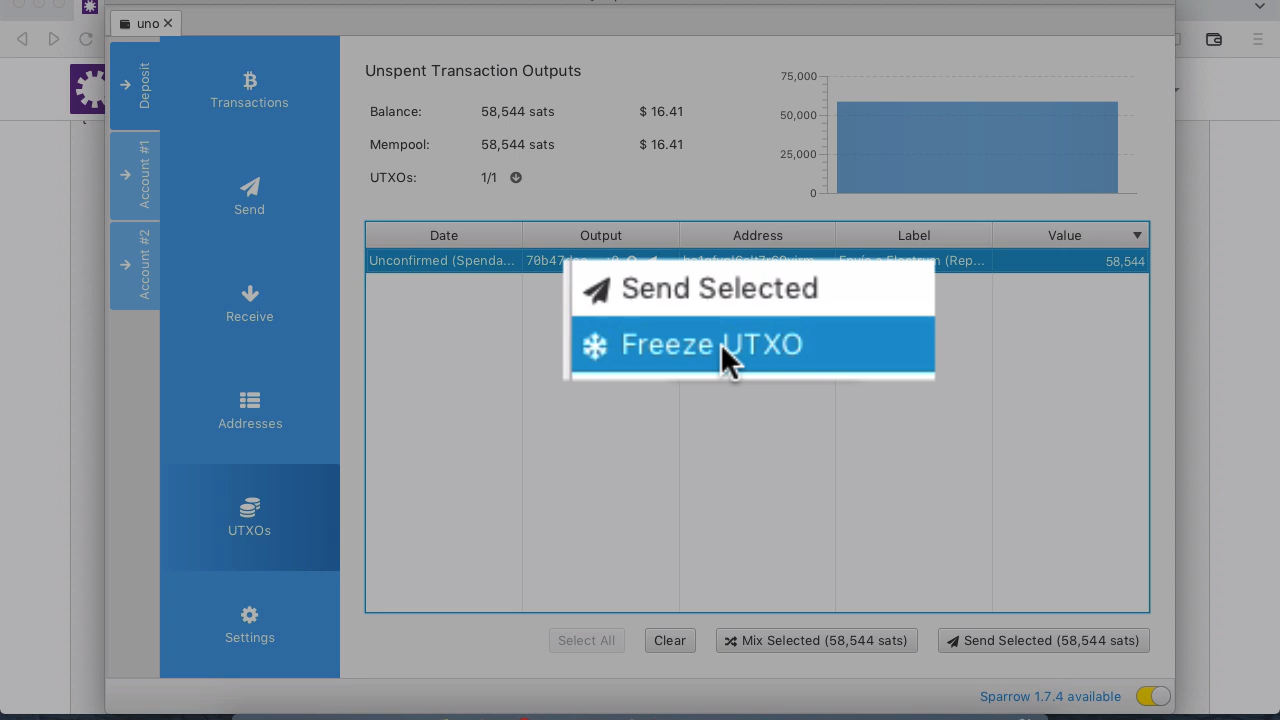 uno
Deposit
Account #1
Account #2
Transactions
Send
Receive
Addresses
UTXOs
Settings
Unspent Transaction Outputs
Balance: 58,544 sats $ 16.41
Mempool: 58,544 sats $ 16.41
UTXOs: 1/1
75,000
50,000
25,000
0
Date Output Address Label Value
Unconfirmed (Spenda... 58,544
Send Selected
Freeze UTXO
Select All Clear Mix Selected (58,544 sats) Send Selected (58,544 sats)
Sparrow 1.7.4 available